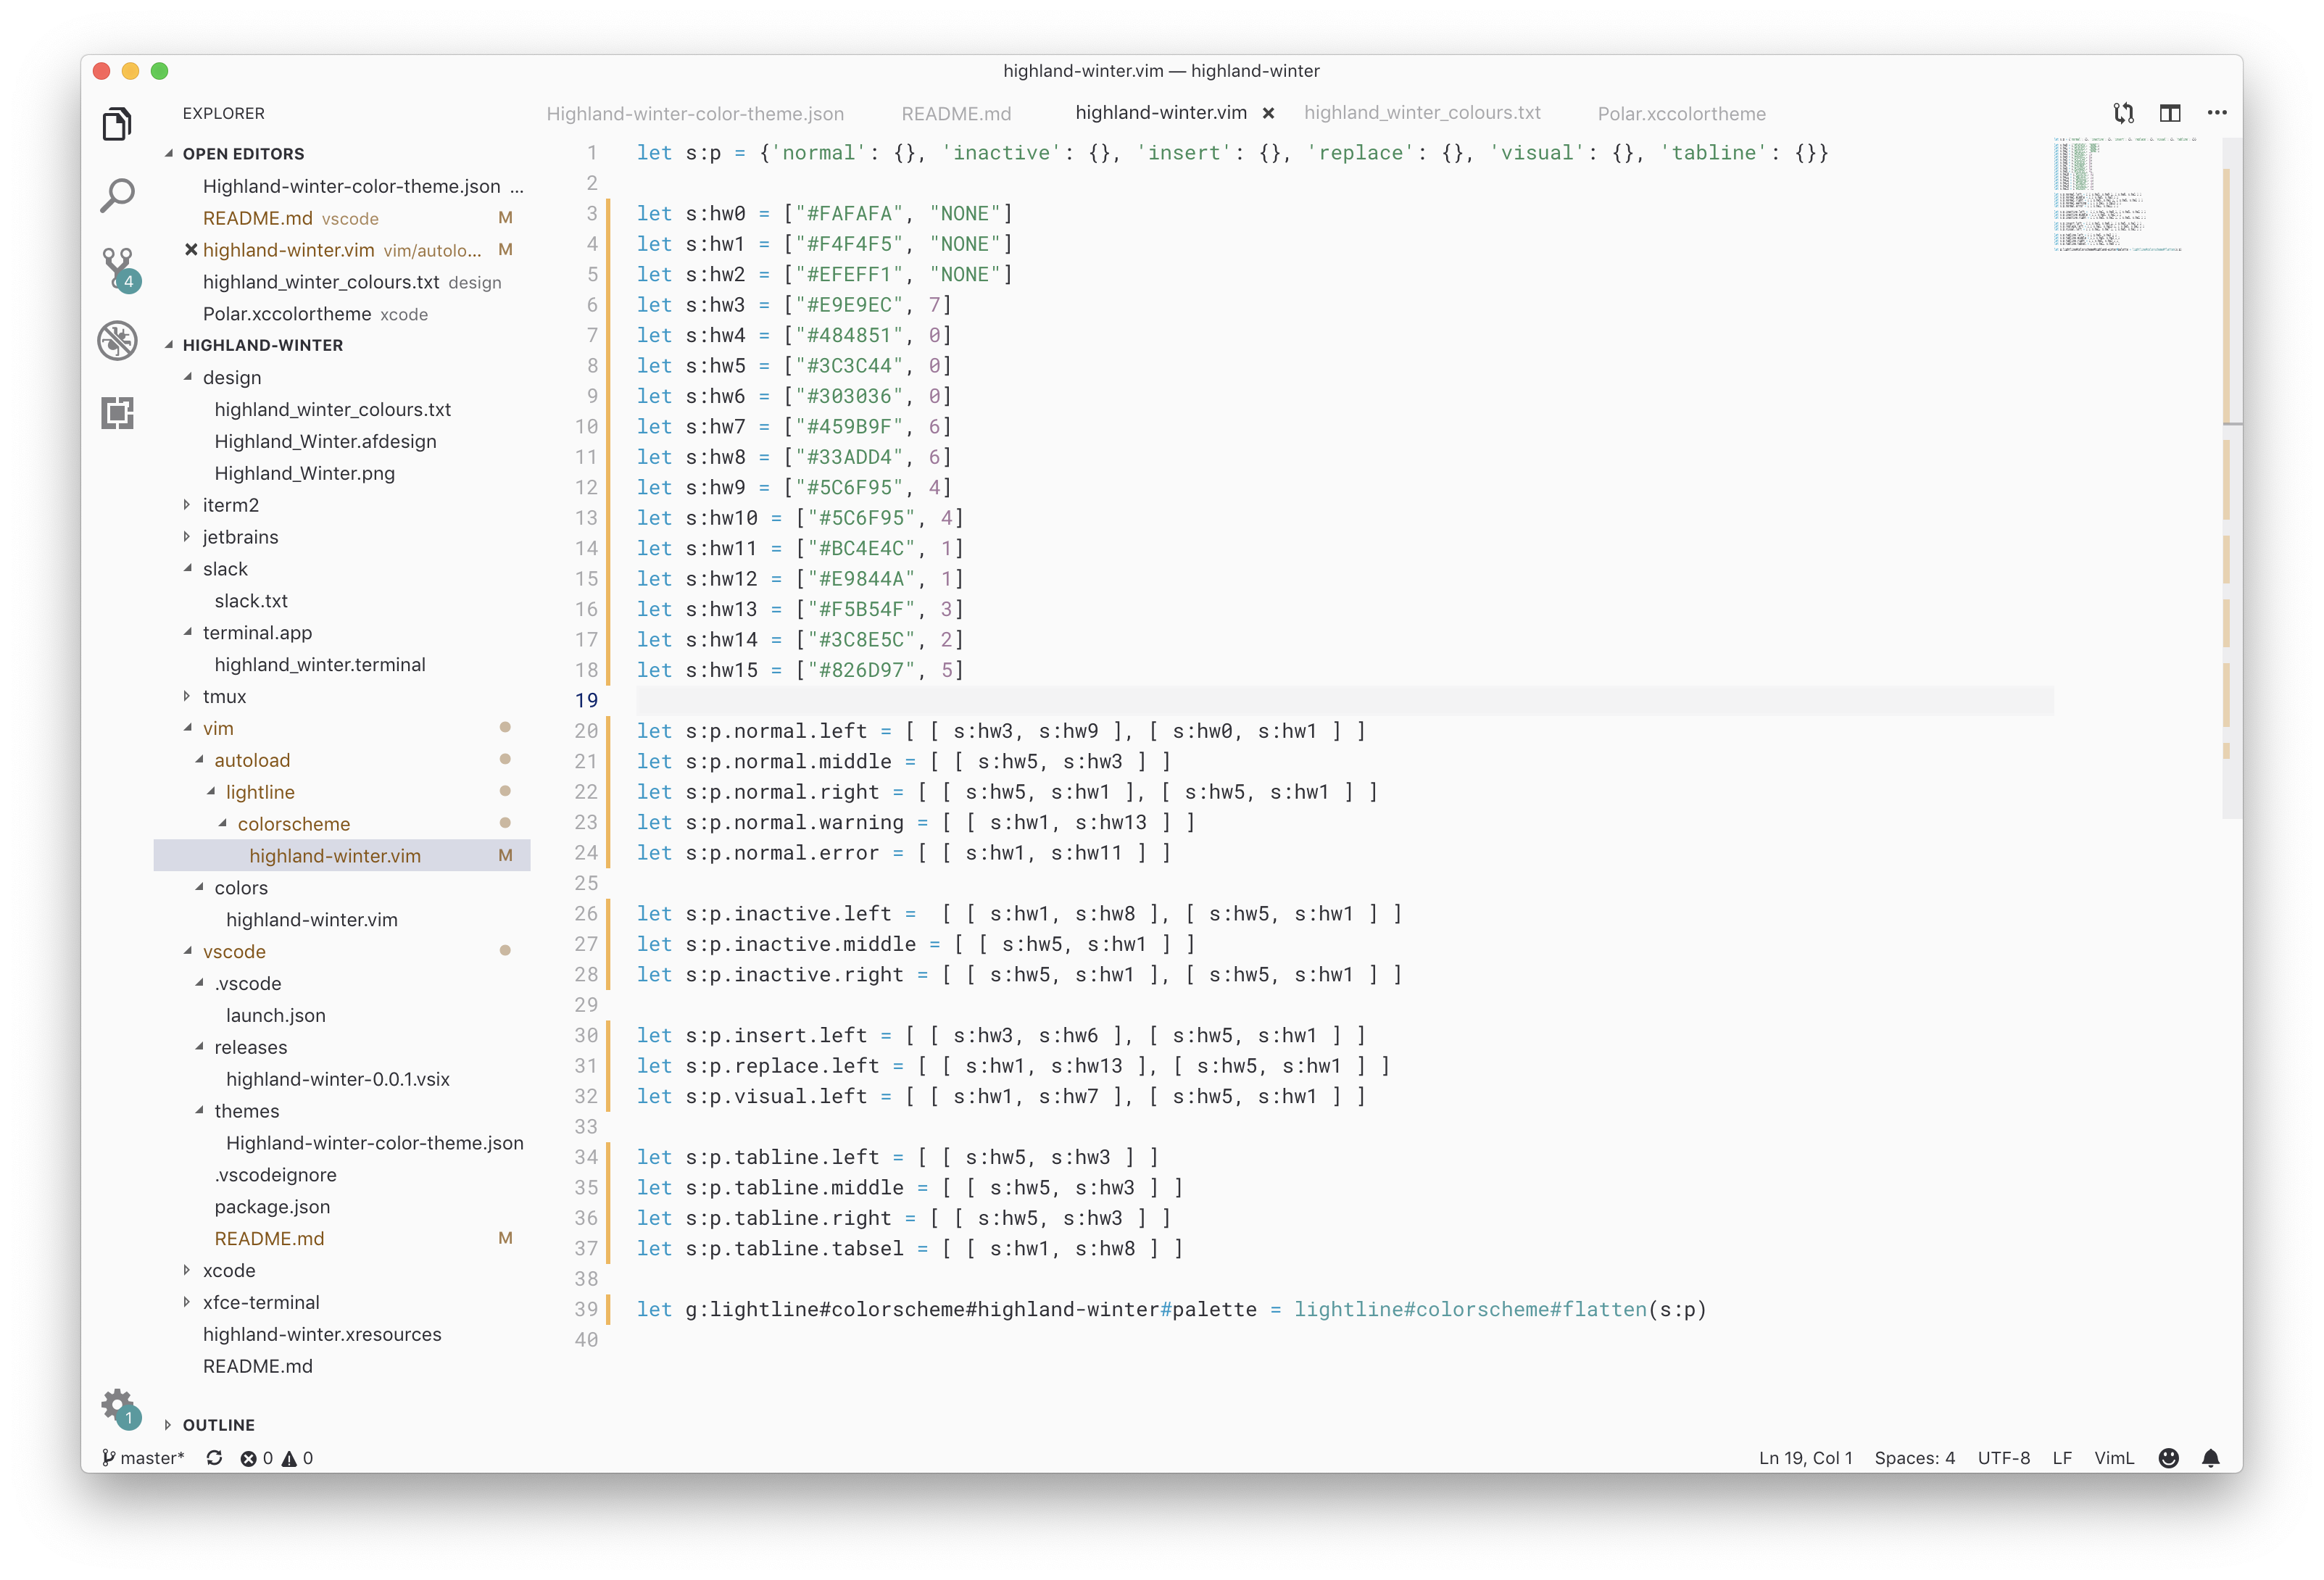 highland-winter.vim — highland-winter
EXPLORER
OPEN EDITORS
Highland-winter-color-theme.json ...
README.md vscode M
highland-winter.vim vim/autolo... M
highland_winter_colours.txt design
Polar.xccolortheme xcode
HIGHLAND-WINTER
design
highland_winter_colours.txt
Highland_Winter.afdesign
Highland_Winter.png
iterm2
jetbrains
slack
slack.txt
terminal.app
highland_winter.terminal
tmux
vim
autoload
lightline
colorscheme
highland-winter.vim M
colors
highland-winter.vim
vscode
.vscode
launch.json
releases
highland-winter-0.0.1.vsix
themes
Highland-winter-color-theme.json
.vscodeignore
package.json
README.md M
xcode
xfce-terminal
highland-winter.xresources
README.md
OUTLINE
4
1
Highland-winter-color-theme.json README.md highland-winter.vim highland_winter_colours.txt Polar.xccolortheme
1 let s:p = {'normal': {}, 'inactive': {}, 'insert': {}, 'replace': {}, 'visual': {}, 'tabline': {}}
2
3 let s:hw0 = ["#FAFAFA", "NONE"]
4 let s:hw1 = ["#F4F4F5", "NONE"]
5 let s:hw2 = ["#EFEFF1", "NONE"]
6 let s:hw3 = ["#E9E9EC", 7]
7 let s:hw4 = ["#484851", 0]
8 let s:hw5 = ["#3C3C44", 0]
9 let s:hw6 = ["#303036", 0]
10 let s:hw7 = ["#459B9F", 6]
11 let s:hw8 = ["#33ADD4", 6]
12 let s:hw9 = ["#5C6F95", 4]
13 let s:hw10 = ["#5C6F95", 4]
14 let s:hw11 = ["#BC4E4C", 1]
15 let s:hw12 = ["#E9844A", 1]
16 let s:hw13 = ["#F5B54F", 3]
17 let s:hw14 = ["#3C8E5C", 2]
18 let s:hw15 = ["#826D97", 5]
19
20 let s:p.normal.left = [ [ s:hw3, s:hw9 ], [ s:hw0, s:hw1 ] ]
21 let s:p.normal.middle = [ [ s:hw5, s:hw3 ] ]
22 let s:p.normal.right = [ [ s:hw5, s:hw1 ], [ s:hw5, s:hw1 ] ]
23 let s:p.normal.warning = [ [ s:hw1, s:hw13 ] ]
24 let s:p.normal.error = [ [ s:hw1, s:hw11 ] ]
25
26 let s:p.inactive.left =  [ [ s:hw1, s:hw8 ], [ s:hw5, s:hw1 ] ]
27 let s:p.inactive.middle = [ [ s:hw5, s:hw1 ] ]
28 let s:p.inactive.right = [ [ s:hw5, s:hw1 ], [ s:hw5, s:hw1 ] ]
29
30 let s:p.insert.left = [ [ s:hw3, s:hw6 ], [ s:hw5, s:hw1 ] ]
31 let s:p.replace.left = [ [ s:hw1, s:hw13 ], [ s:hw5, s:hw1 ] ]
32 let s:p.visual.left = [ [ s:hw1, s:hw7 ], [ s:hw5, s:hw1 ] ]
33
34 let s:p.tabline.left = [ [ s:hw5, s:hw3 ] ]
35 let s:p.tabline.middle = [ [ s:hw5, s:hw3 ] ]
36 let s:p.tabline.right = [ [ s:hw5, s:hw3 ] ]
37 let s:p.tabline.tabsel = [ [ s:hw1, s:hw8 ] ]
38
39 let g:lightline#colorscheme#highland-winter#palette = lightline#colorscheme#flatten(s:p)
40
master* 0 0 Ln 19, Col 1 Spaces: 4 UTF-8 LF VimL